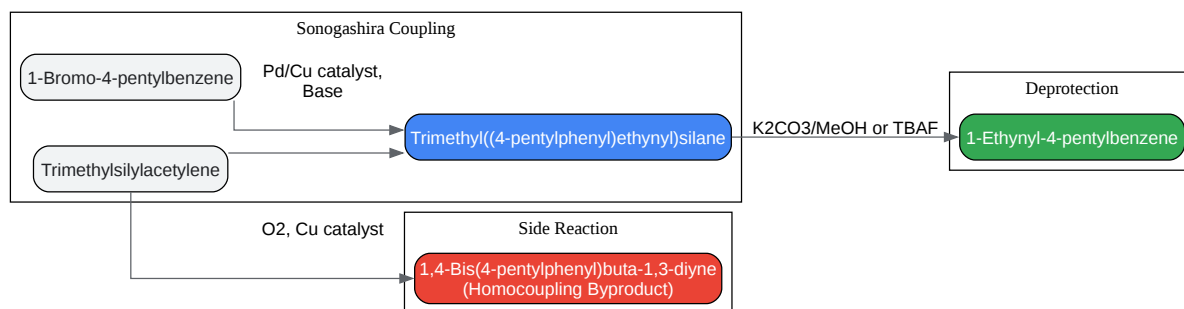 Sonogashira Coupling
1-Bromo-4-pentylbenzene
Pd/Cu catalyst,
Base
Trimethylsilylacetylene
Trimethyl((4-pentylphenyl)ethynyl)silane
K2CO3/MeOH or TBAF
Deprotection
1-Ethynyl-4-pentylbenzene
O2, Cu catalyst
Side Reaction
1,4-Bis(4-pentylphenyl)buta-1,3-diyne
(Homocoupling Byproduct)